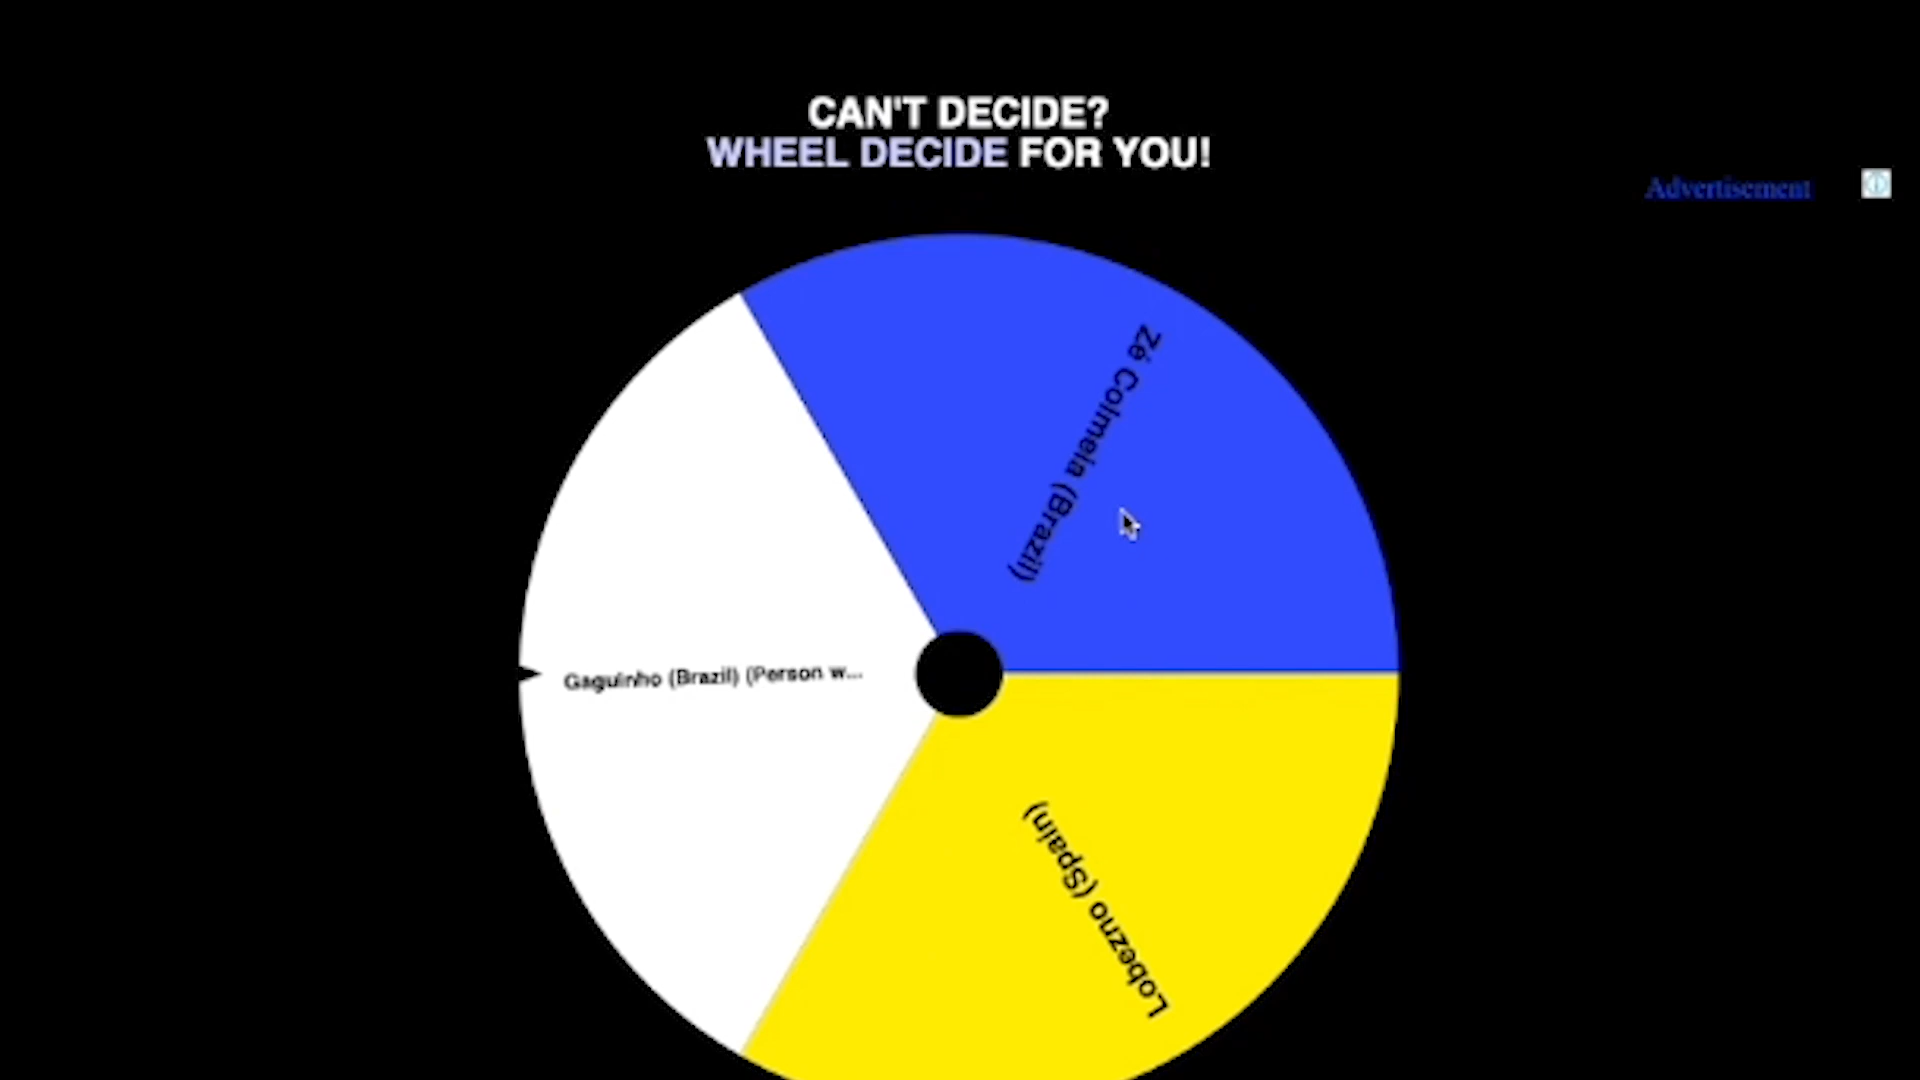 CAN'T DECIDE?
WHEEL DECIDE FOR YOU!
Advertisement
Zé Colmeia (Brazil)
Gaguinho (Brazil) (Person w...
Lobezno (Spain)